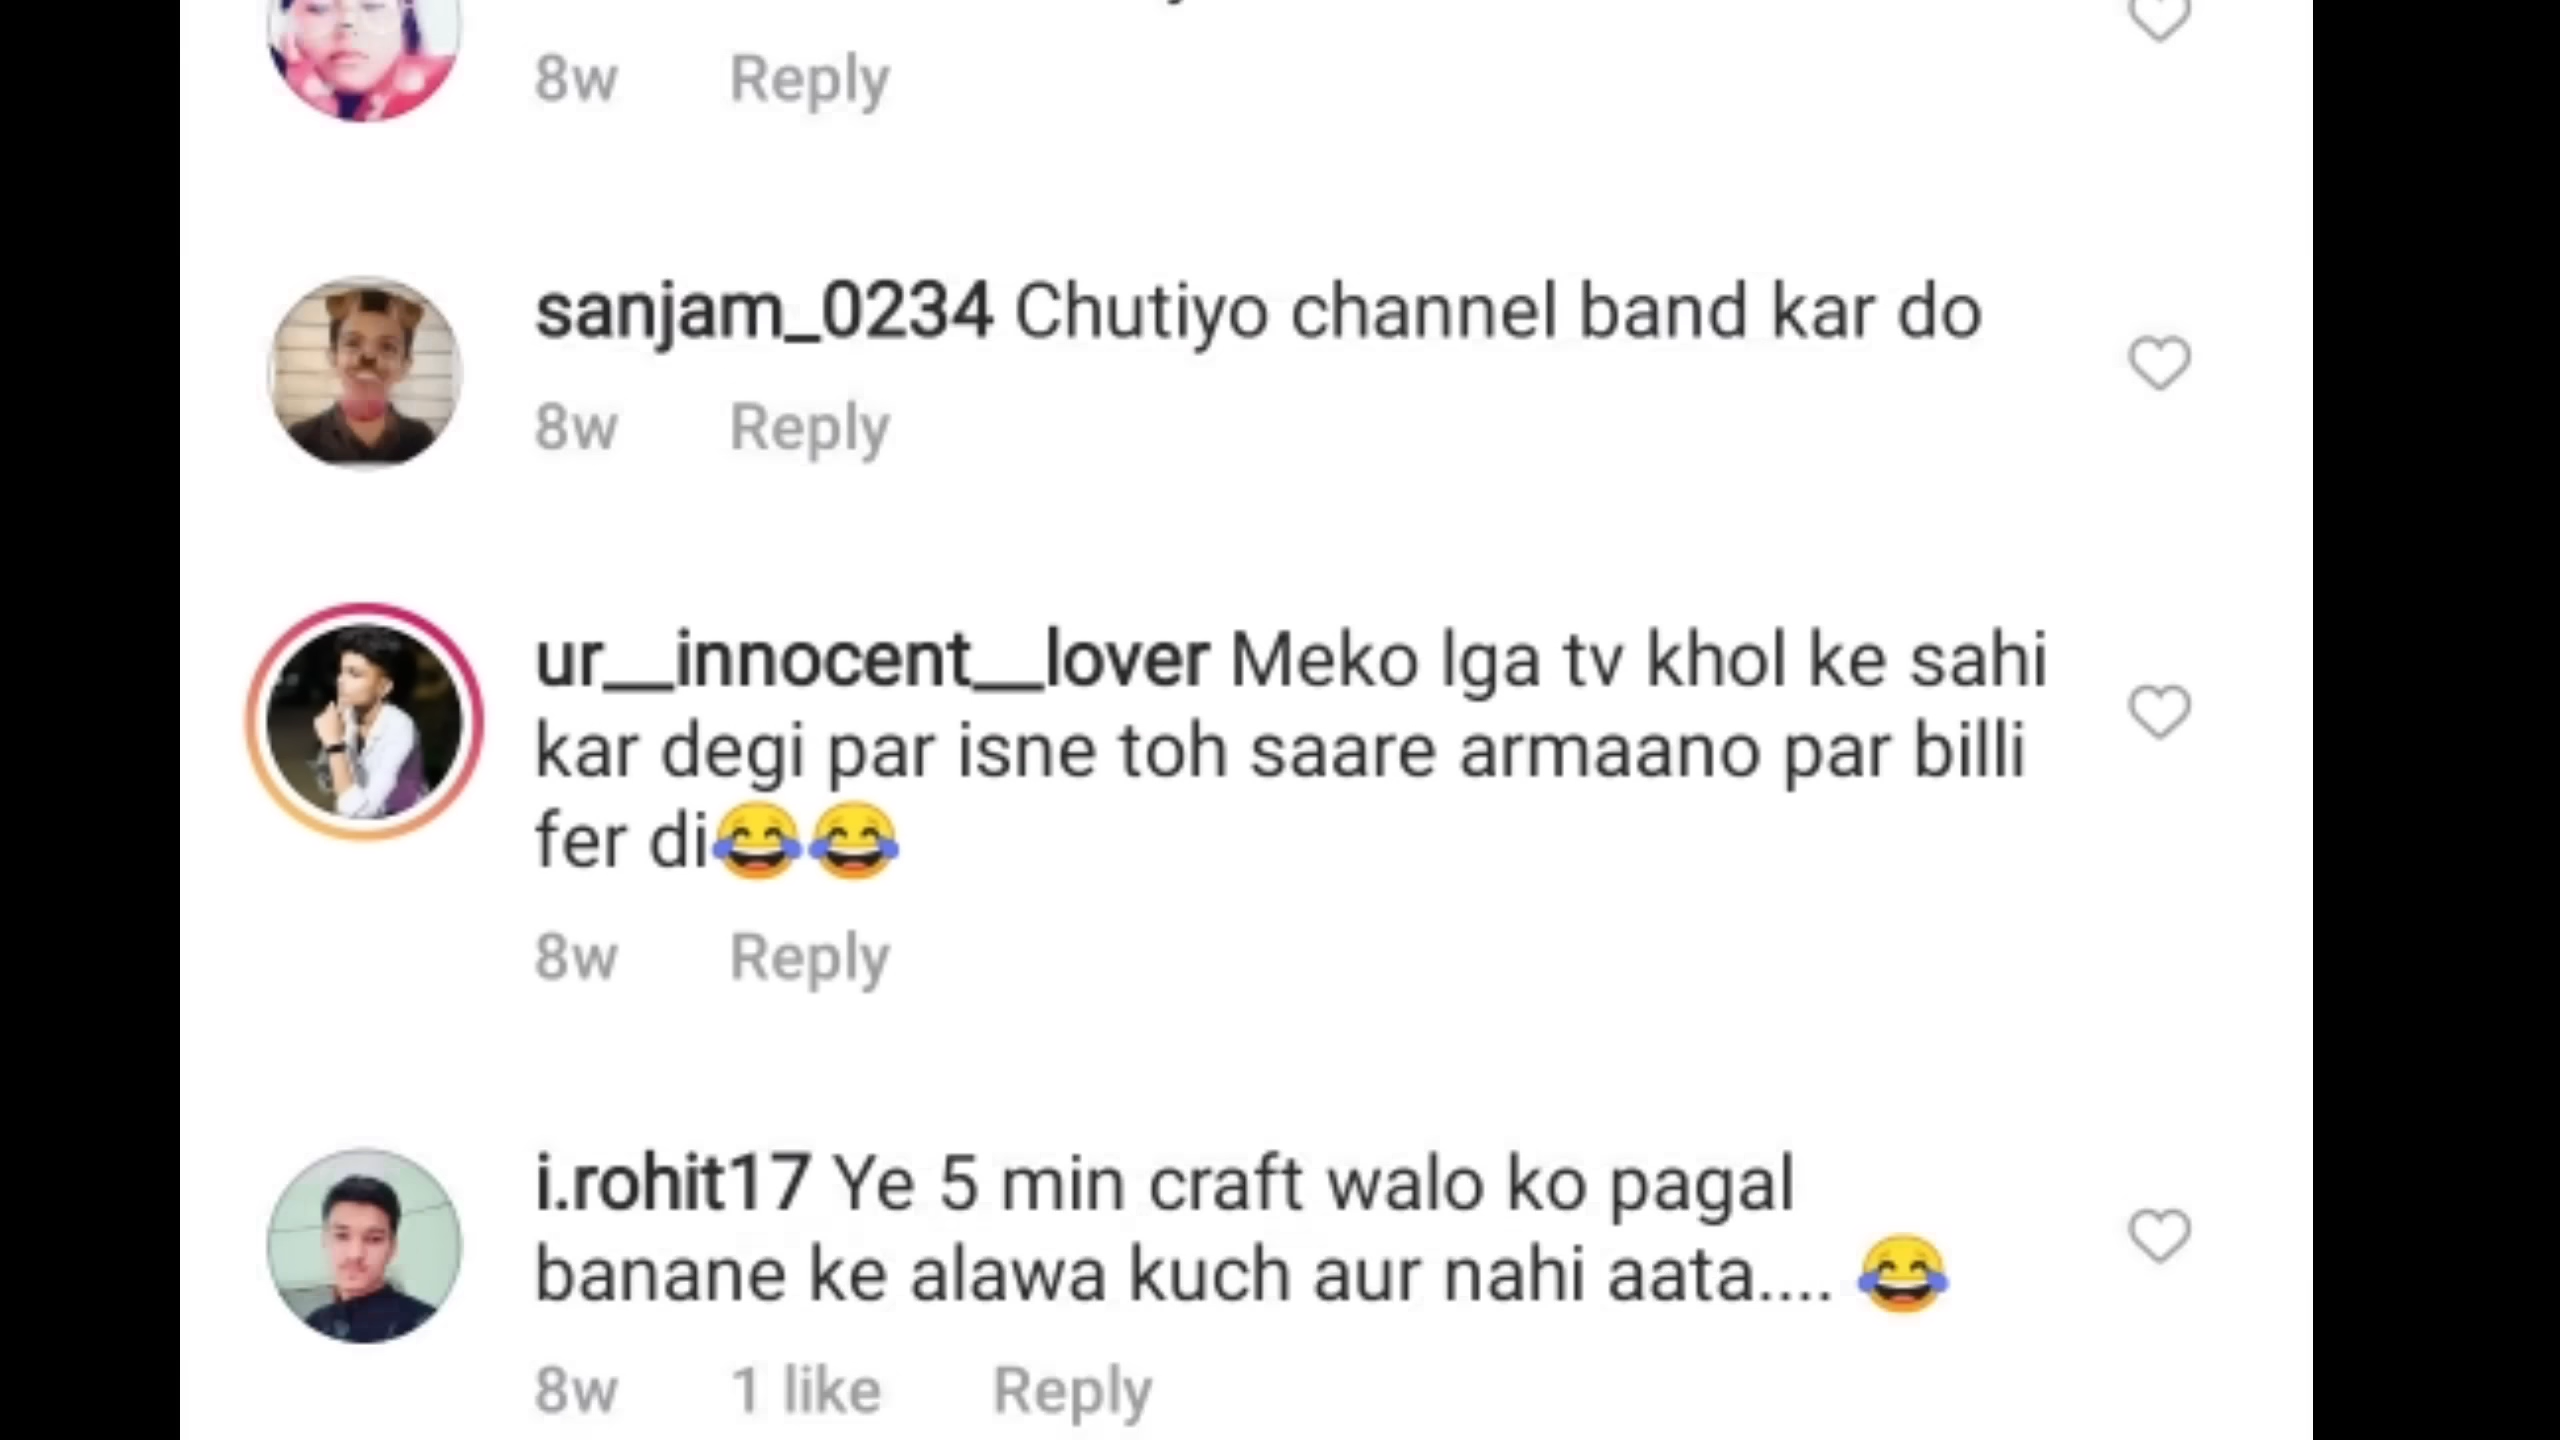 8w Reply
sanjam_0234 Chutiyo channel band kar do
8w Reply
ur__innocent__lover Meko lga tv khol ke sahi
kar degi par isne toh saare armaano par billi
fer di😂😂
8w Reply
i.rohit17 Ye 5 min craft walo ko pagal
banane ke alawa kuch aur nahi aata.... 😂
8w 1 like Reply